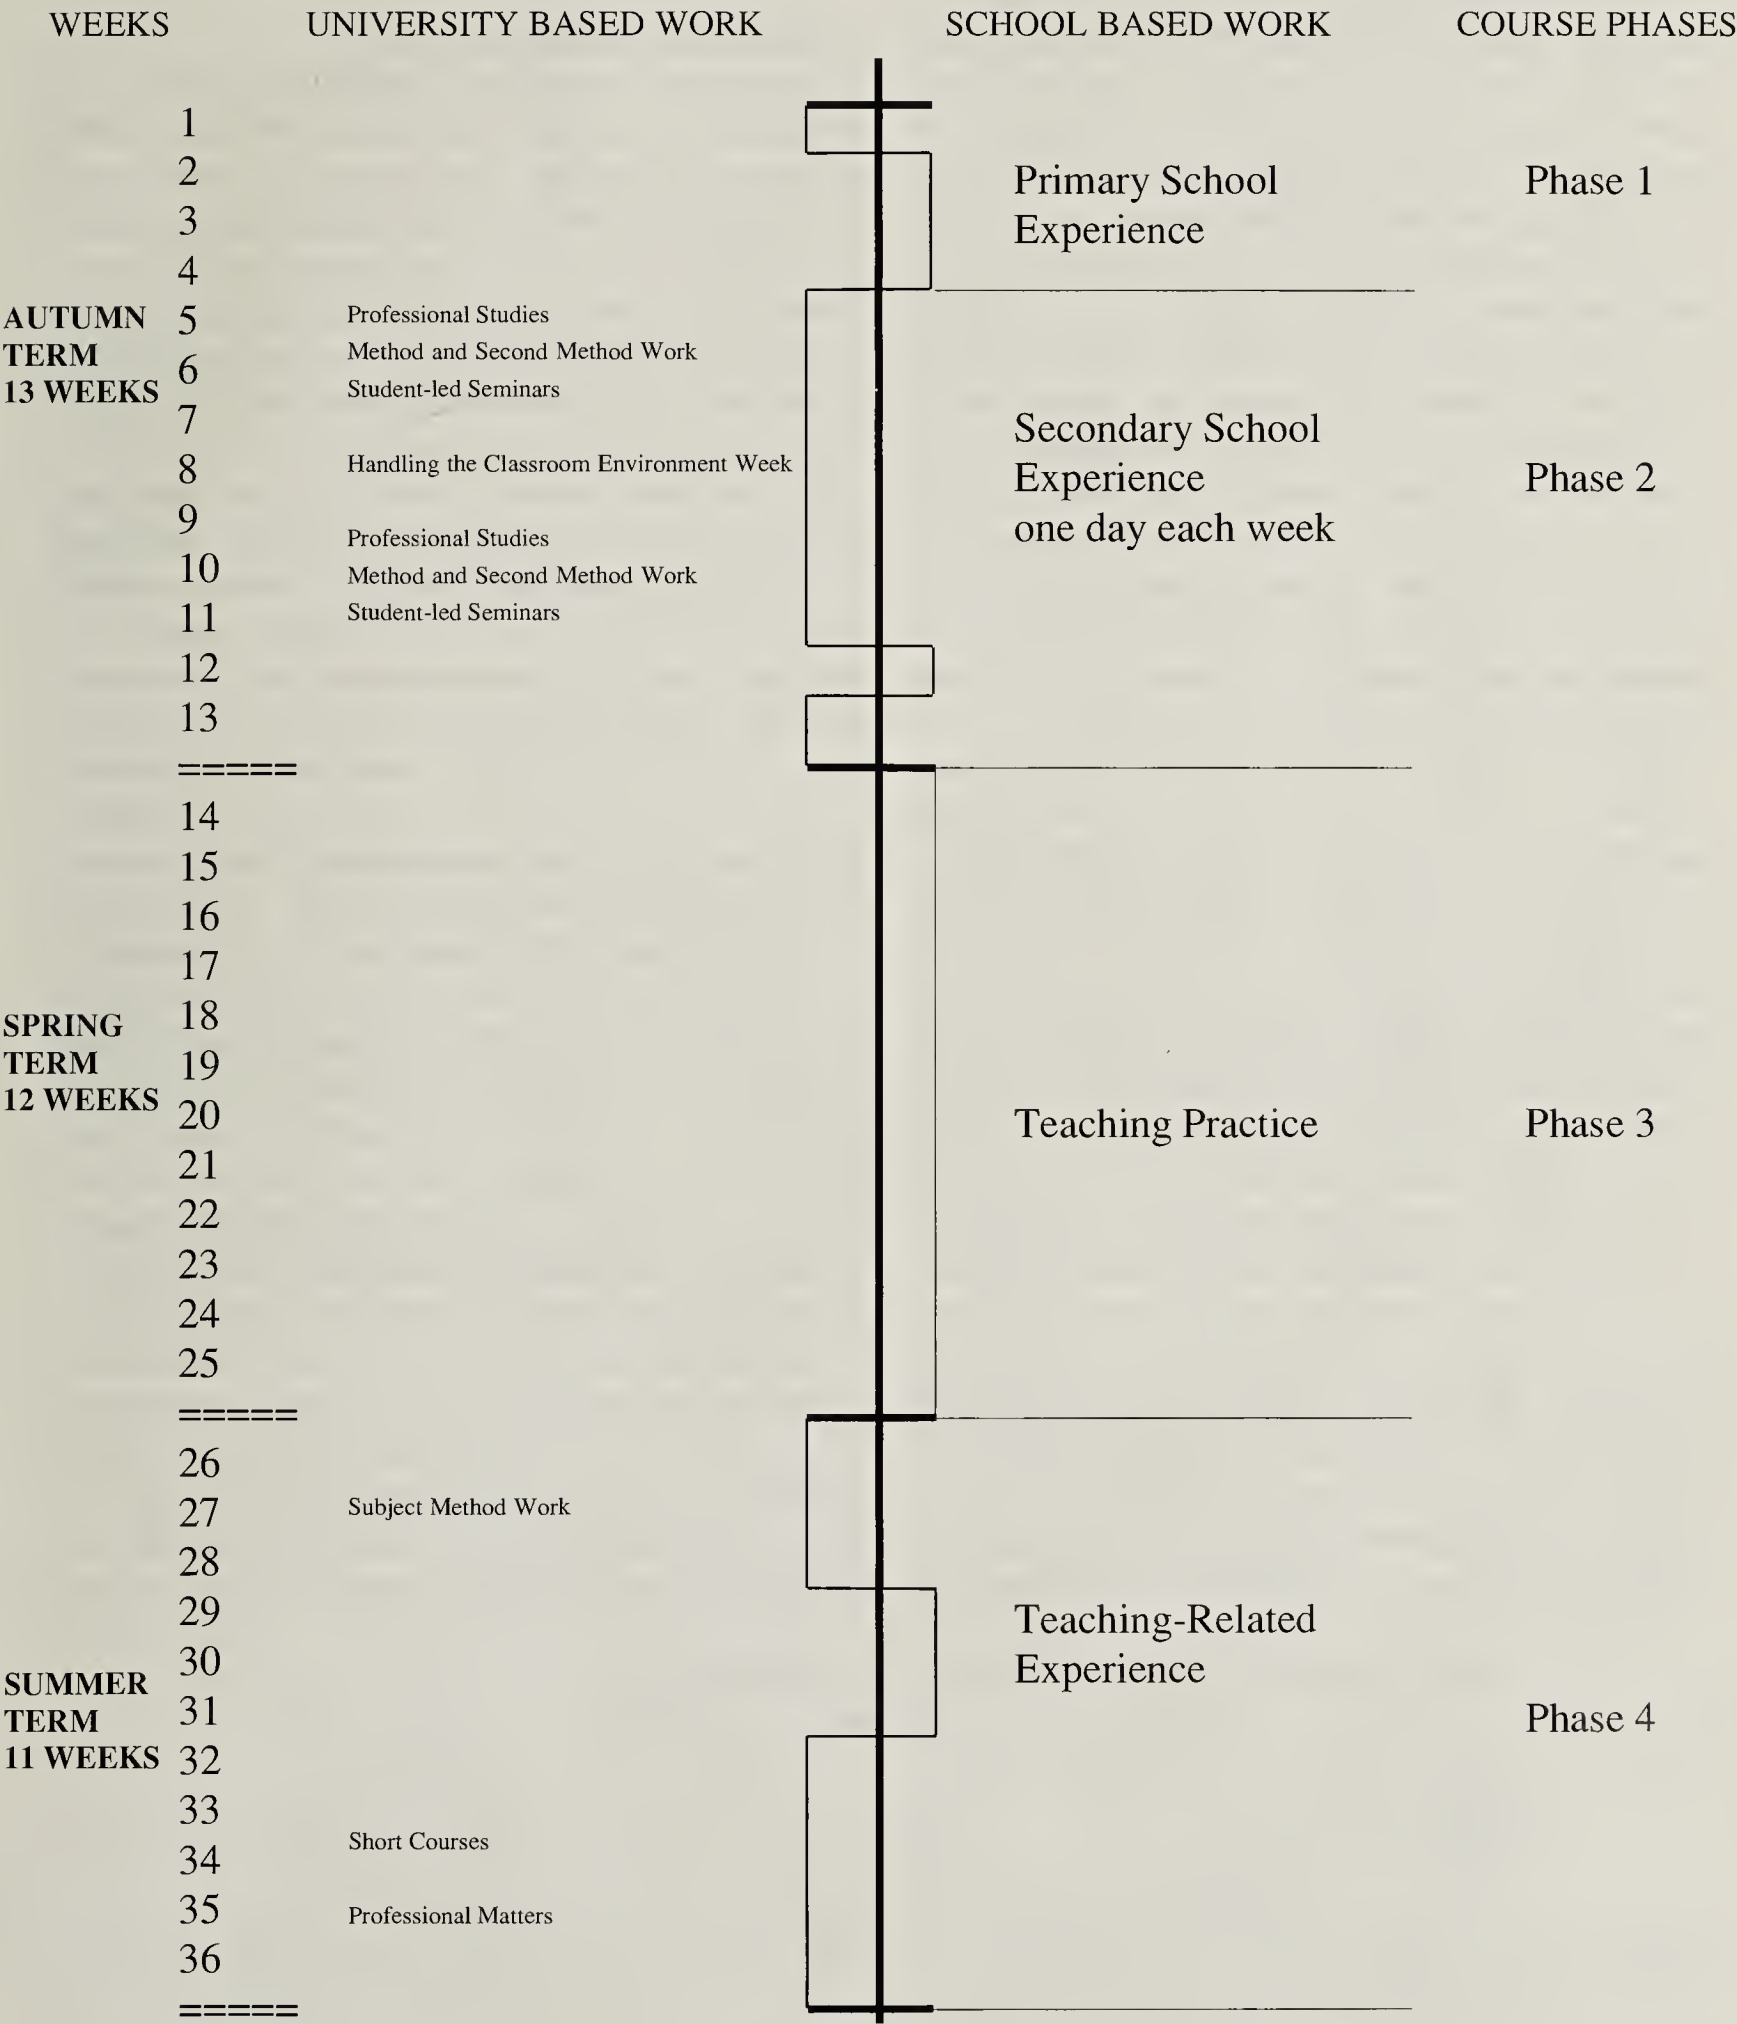 WEEKS UNIVERSITY BASED WORK SCHOOL BASED WORK COURSE PHASES
1
2 Primary School Phase 1
3 Experience
4
AUTUMN 5 Professional Studies
TERM 6 Method and Second Method Work
13 WEEKS Student-led Seminars
7 Secondary School
8 Handling the Classroom Environment Week Experience Phase 2
9 one day each week
Professional Studies
10 Method and Second Method Work
11 Student-led Seminars
12
13
=====
14
15
16
17
SPRING 18
TERM 19
12 WEEKS 20 Teaching Practice Phase 3
21
22
23
24
25
=====
26
27 Subject Method Work
28
29 Teaching-Related
30 Experience
SUMMER
TERM 31 Phase 4
11 WEEKS 32
33
Short Courses
34
35 Professional Matters
36
=====